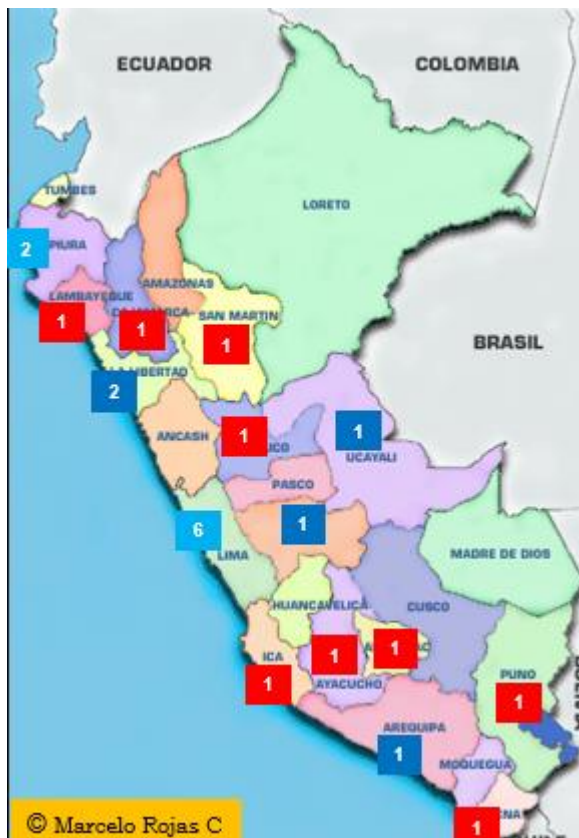 ECUADOR
COLOMBIA
TUMBES
LORETO
2
PIURA
AMAZONAS
LAMBAYEQUE
1
1
SAN MARTIN
1
BRASIL
LA LIBERTAD
2
ANCASH
1
1
UCAYALI
PASCO
6
1
LIMA
MADRE DE DIOS
HUANCAVELICA
CUSCO
ICA
1
1
1
AYACUCHO
PUNO
1
AREQUIPA
1
MOQUEGUA
1
© Marcelo Rojas C